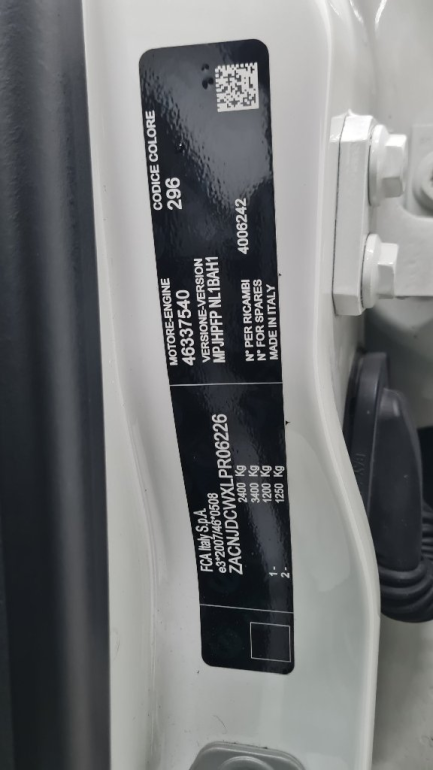 FCA Italy S.p.A.
e3*2007/46*0508
ZACNJDCWXLPR06226
2400 Kg
3400 Kg
1- 1200 Kg
2- 1250 Kg
MOTORE-ENGINE
46337540
VERSIONE-VERSION
MPJHPFP NL1BAH1
N° PER RICAMBI
N° FOR SPARES 4006242
MADE IN ITALY
CODICE COLORE
296